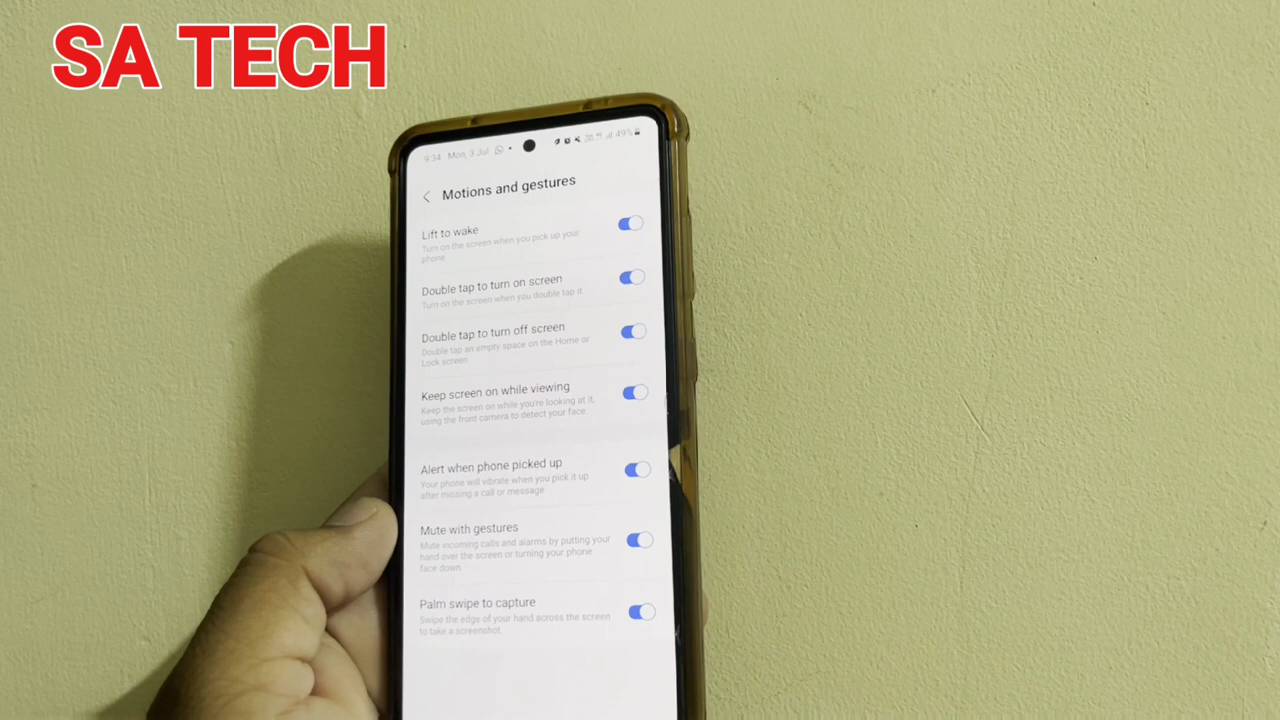 SA TECH
9:34 Mon, 3 Jul
49%
Motions and gestures
Lift to wake
Turn on the screen when you pick up your
phone.
Double tap to turn on screen
Turn on the screen when you double tap it.
Double tap to turn off screen
Double tap an empty space on the Home or
Lock screen
Keep screen on while viewing
Keep the screen on while you're looking at it,
using the front camera to detect your face.
Alert when phone picked up
Your phone will vibrate when you pick it up
after missing a call or message
Mute with gestures
Mute incoming calls and alarms by putting your
hand over the screen or turning your phone
face down
Palm swipe to capture
Swipe the edge of your hand across the screen
to take a screenshot.